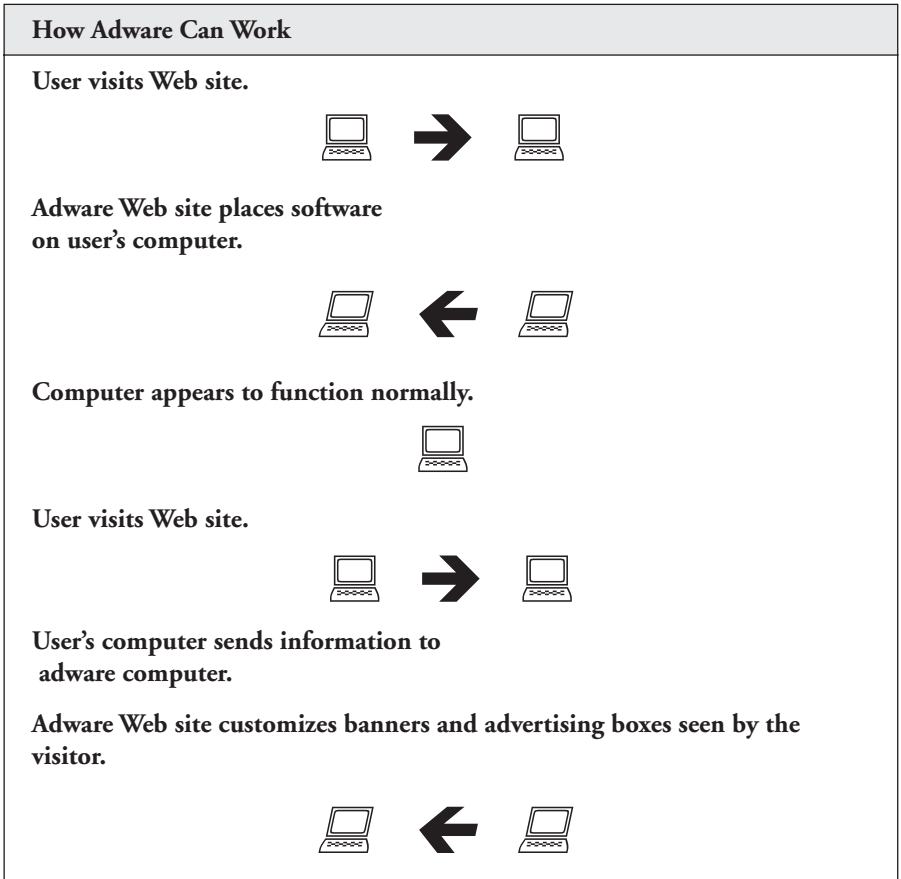 How Adware Can Work
User visits Web site.
Adware Web site places software
on user's computer.
Computer appears to function normally.
User visits Web site.
User's computer sends information to
adware computer.
Adware Web site customizes banners and advertising boxes seen by the
visitor.